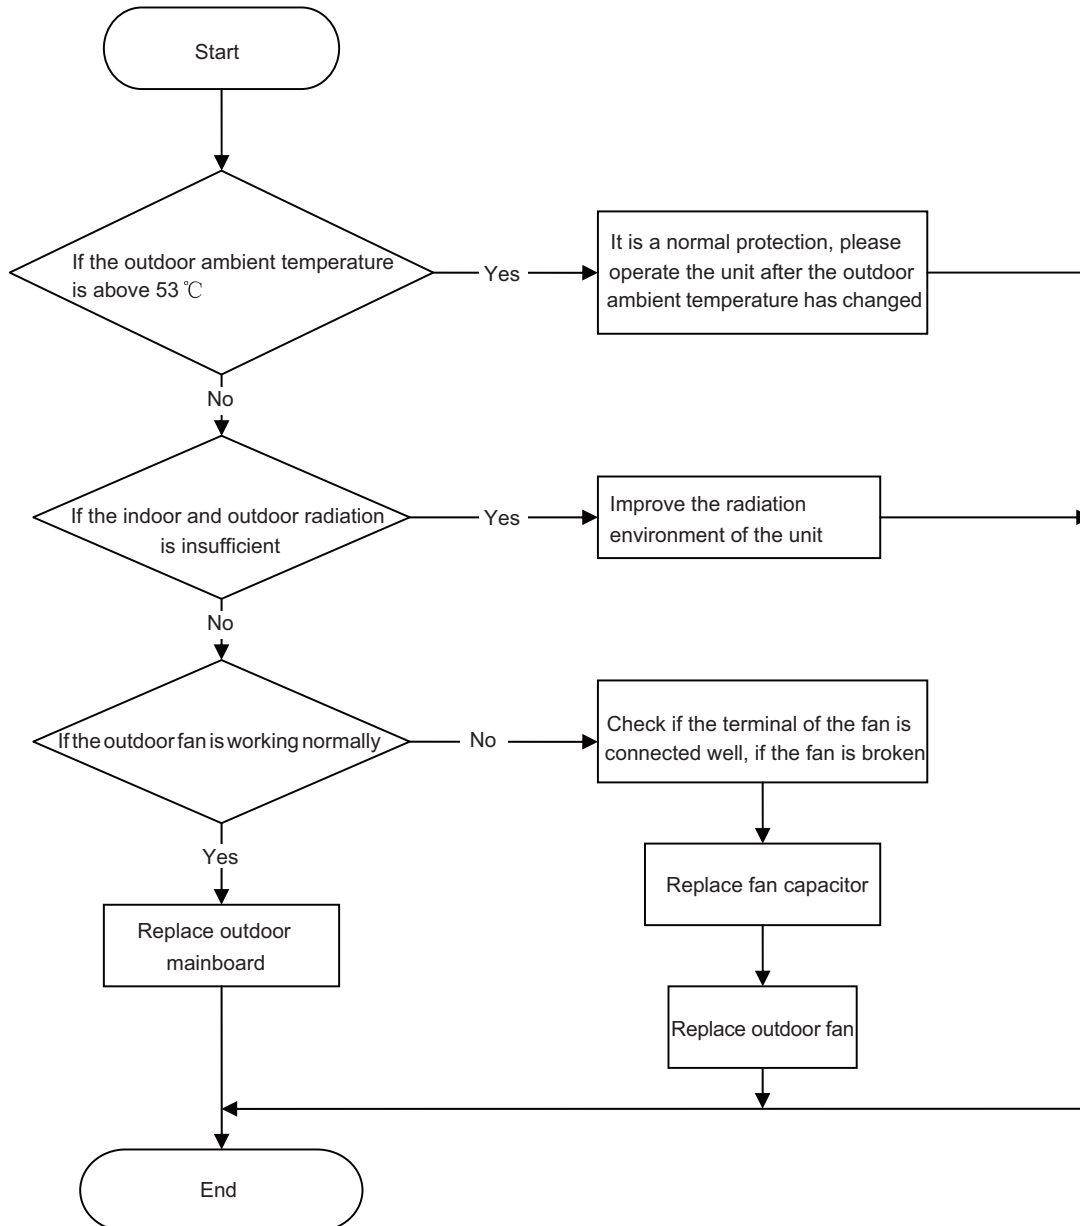 Start
If the outdoor ambient temperature
is above 53 ℃
Yes
It is a normal protection, please
operate the unit after the outdoor
ambient temperature has changed
No
If the indoor and outdoor radiation
is insufficient
Yes
Improve the radiation
environment of the unit
No
If the outdoor fan is working normally
No
Check if the terminal of the fan is
connected well, if the fan is broken
Yes
Replace fan capacitor
Replace outdoor
mainboard
Replace outdoor fan
End